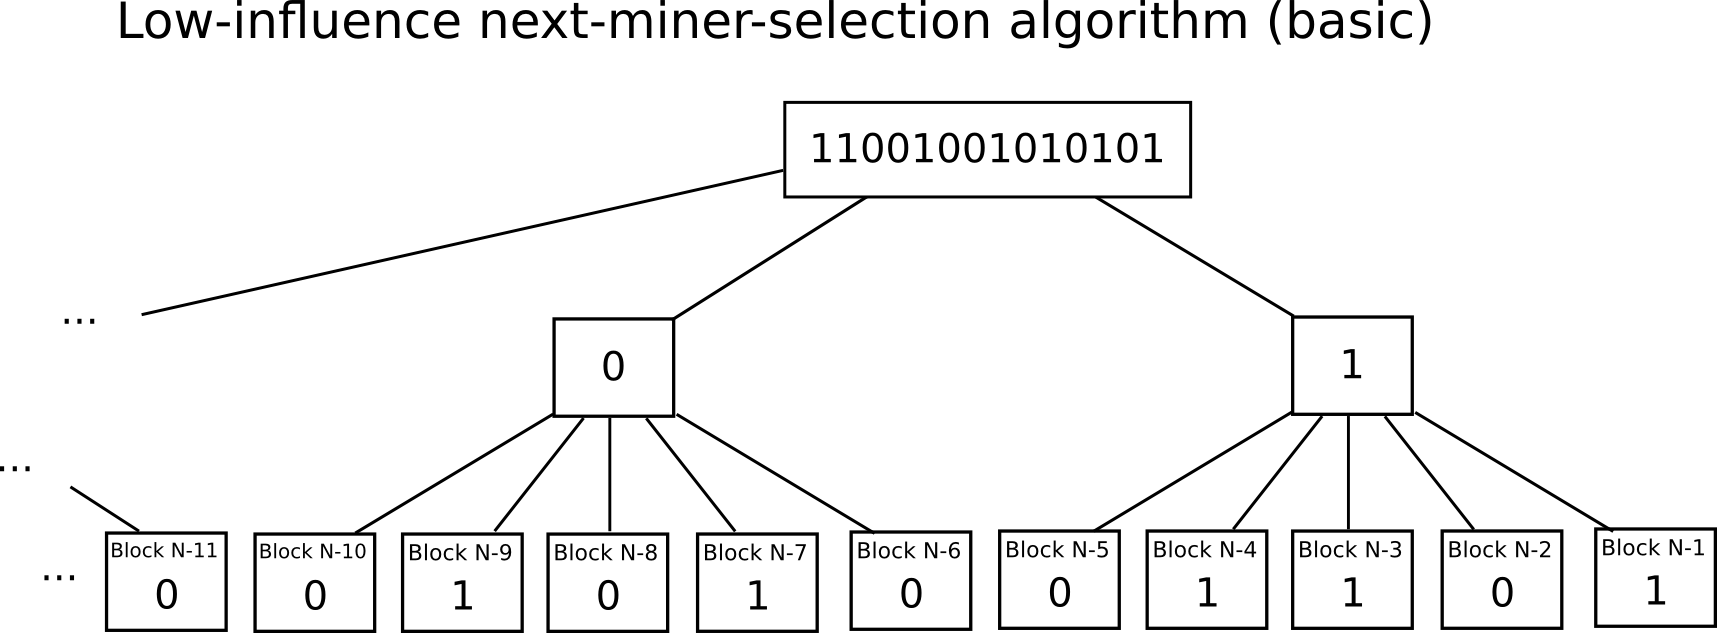 Low-influence next-miner-selection algorithm (basic)
11001001010101
...
0
1
...
Block N-11
0
Block N-10
0
Block N-9
1
Block N-8
0
Block N-7
1
Block N-6
0
Block N-5
0
Block N-4
1
Block N-3
1
Block N-2
0
Block N-1
1
...